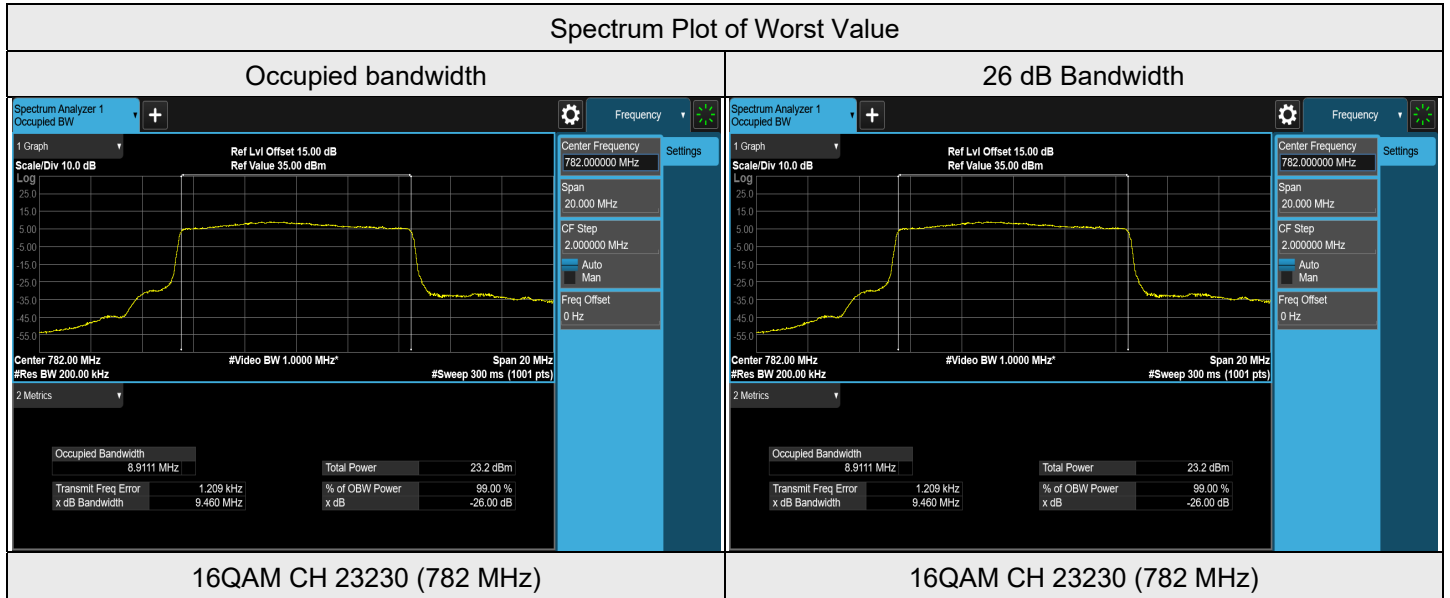 Spectrum Plot of Worst Value
Occupied bandwidth
26 dB Bandwidth
Spectrum Analyzer 1
Occupied BW
+
Frequency
1 Graph
Ref Lvl Offset 15.00 dB
Scale/Div 10.0 dB
Ref Value 35.00 dBm
Log
25.0
15.0
5.00
-5.00
-15.0
-25.0
-35.0
-45.0
-55.0
Center 782.00 MHz
#Video BW 1.0000 MHz*
Span 20 MHz
#Res BW 200.00 kHz
#Sweep 300 ms (1001 pts)
Center Frequency
782.000000 MHz
Settings
Span
20.000 MHz
CF Step
2.000000 MHz
Auto
Man
Freq Offset
0 Hz
2 Metrics
Occupied Bandwidth
8.9111 MHz
Total Power 23.2 dBm
Transmit Freq Error 1.209 kHz
% of OBW Power 99.00 %
x dB Bandwidth 9.460 MHz
x dB -26.00 dB
Spectrum Analyzer 1
Occupied BW
+
Frequency
1 Graph
Ref Lvl Offset 15.00 dB
Scale/Div 10.0 dB
Ref Value 35.00 dBm
Log
25.0
15.0
5.00
-5.00
-15.0
-25.0
-35.0
-45.0
-55.0
Center 782.00 MHz
#Video BW 1.0000 MHz*
Span 20 MHz
#Res BW 200.00 kHz
#Sweep 300 ms (1001 pts)
Center Frequency
782.000000 MHz
Settings
Span
20.000 MHz
CF Step
2.000000 MHz
Auto
Man
Freq Offset
0 Hz
2 Metrics
Occupied Bandwidth
8.9111 MHz
Total Power 23.2 dBm
Transmit Freq Error 1.209 kHz
% of OBW Power 99.00 %
x dB Bandwidth 9.460 MHz
x dB -26.00 dB
16QAM CH 23230 (782 MHz)
16QAM CH 23230 (782 MHz)